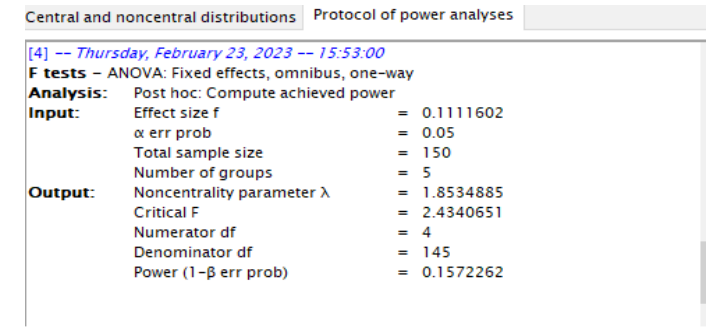 Central and noncentral distributions Protocol of power analyses
[4] -- Thursday, February 23, 2023 -- 15:53:00
F tests – ANOVA: Fixed effects, omnibus, one-way
Analysis: Post hoc: Compute achieved power
Input: Effect size f = 0.1111602
α err prob = 0.05
Total sample size = 150
Number of groups = 5
Output: Noncentrality parameter λ = 1.8534885
Critical F = 2.4340651
Numerator df = 4
Denominator df = 145
Power (1-β err prob) = 0.1572262